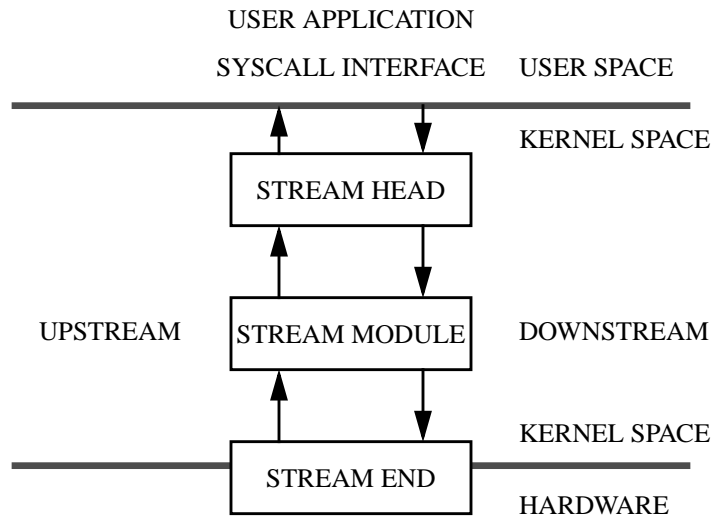 USER APPLICATION
SYSCALL INTERFACE USER SPACE
KERNEL SPACE
STREAM HEAD
UPSTREAM STREAM MODULE DOWNSTREAM
KERNEL SPACE
STREAM END
HARDWARE